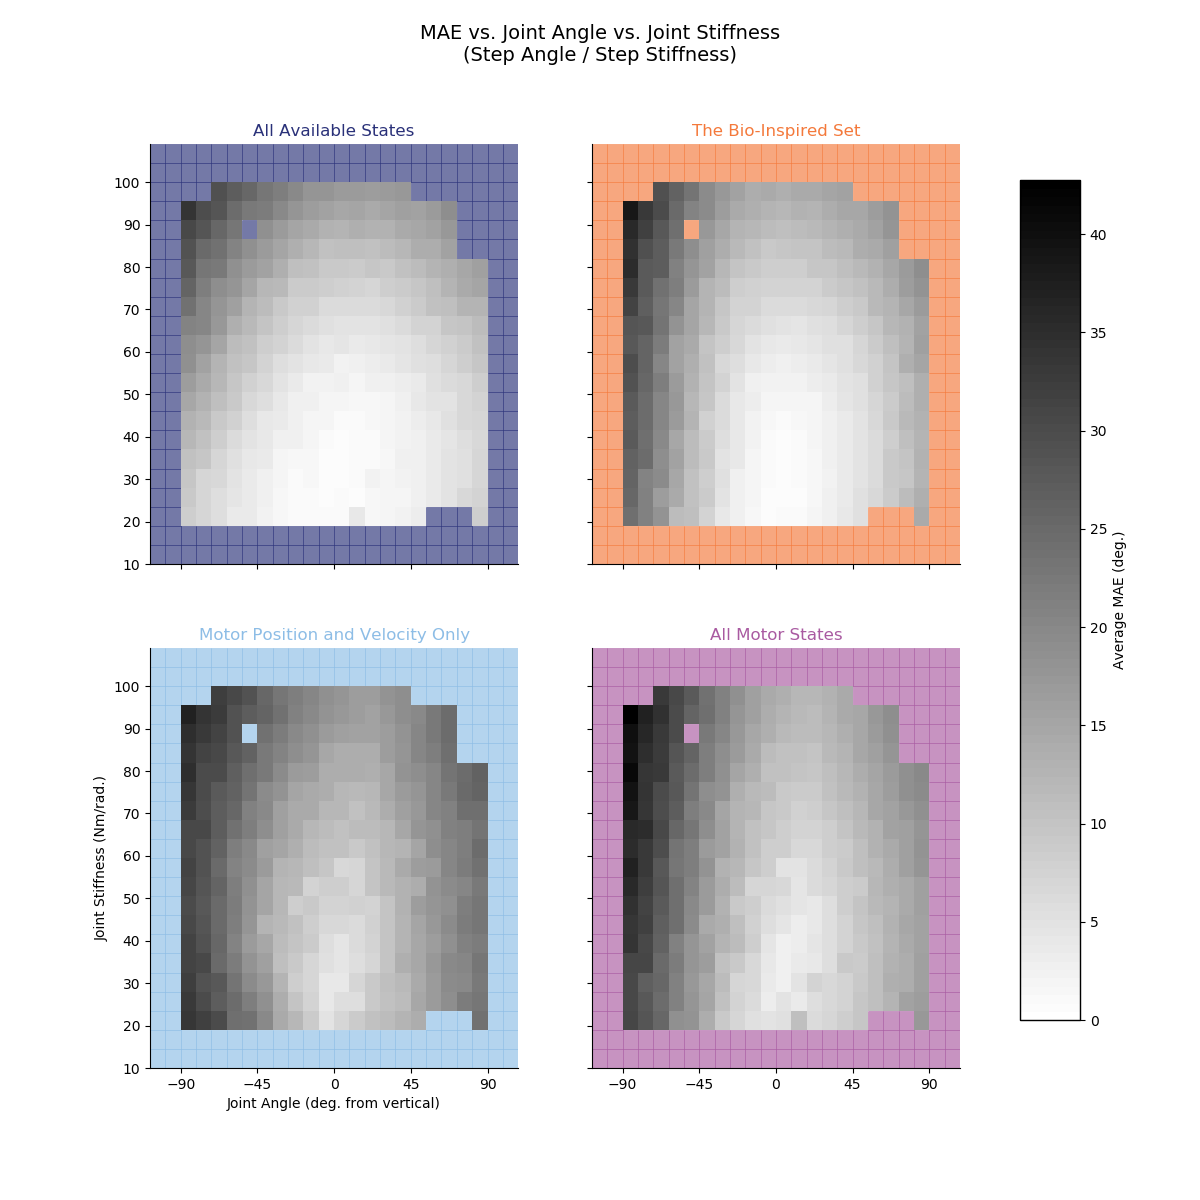 MAE vs. Joint Angle vs. Joint Stiffness
(Step Angle / Step Stiffness)
All Available States
The Bio-Inspired Set
100
90
80
70
60
50
40
30
20
10
Motor Position and Velocity Only
All Motor States
100
90
80
70
60
50
40
30
20
10
Joint Stiffness (Nm/rad.)
−90 −45 0 45 90
Joint Angle (deg. from vertical)
−90 −45 0 45 90
40
35
30
25
20
15
10
5
0
Average MAE (deg.)